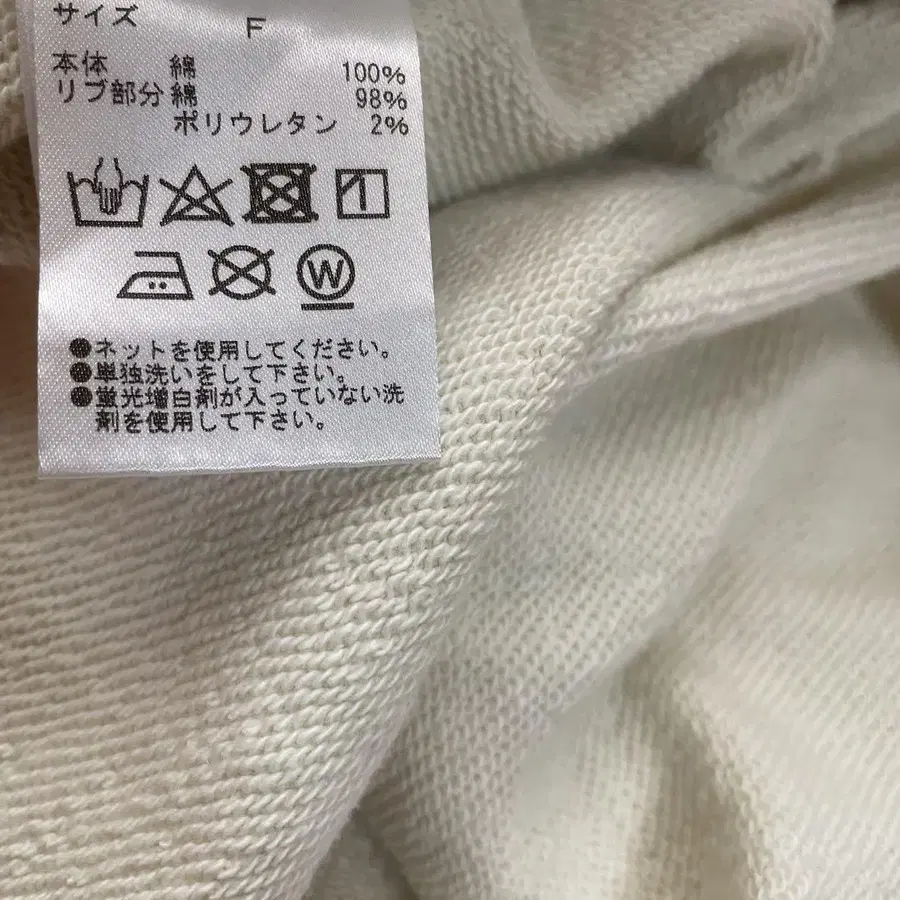 サイズ F
本体 綿 100%
リブ部分 綿 98%
ポリウレタン 2%
W
●ネットを使用してください。
●単独洗いをして下さい。
●蛍光増白剤が入っていない洗
剤を使用して下さい。